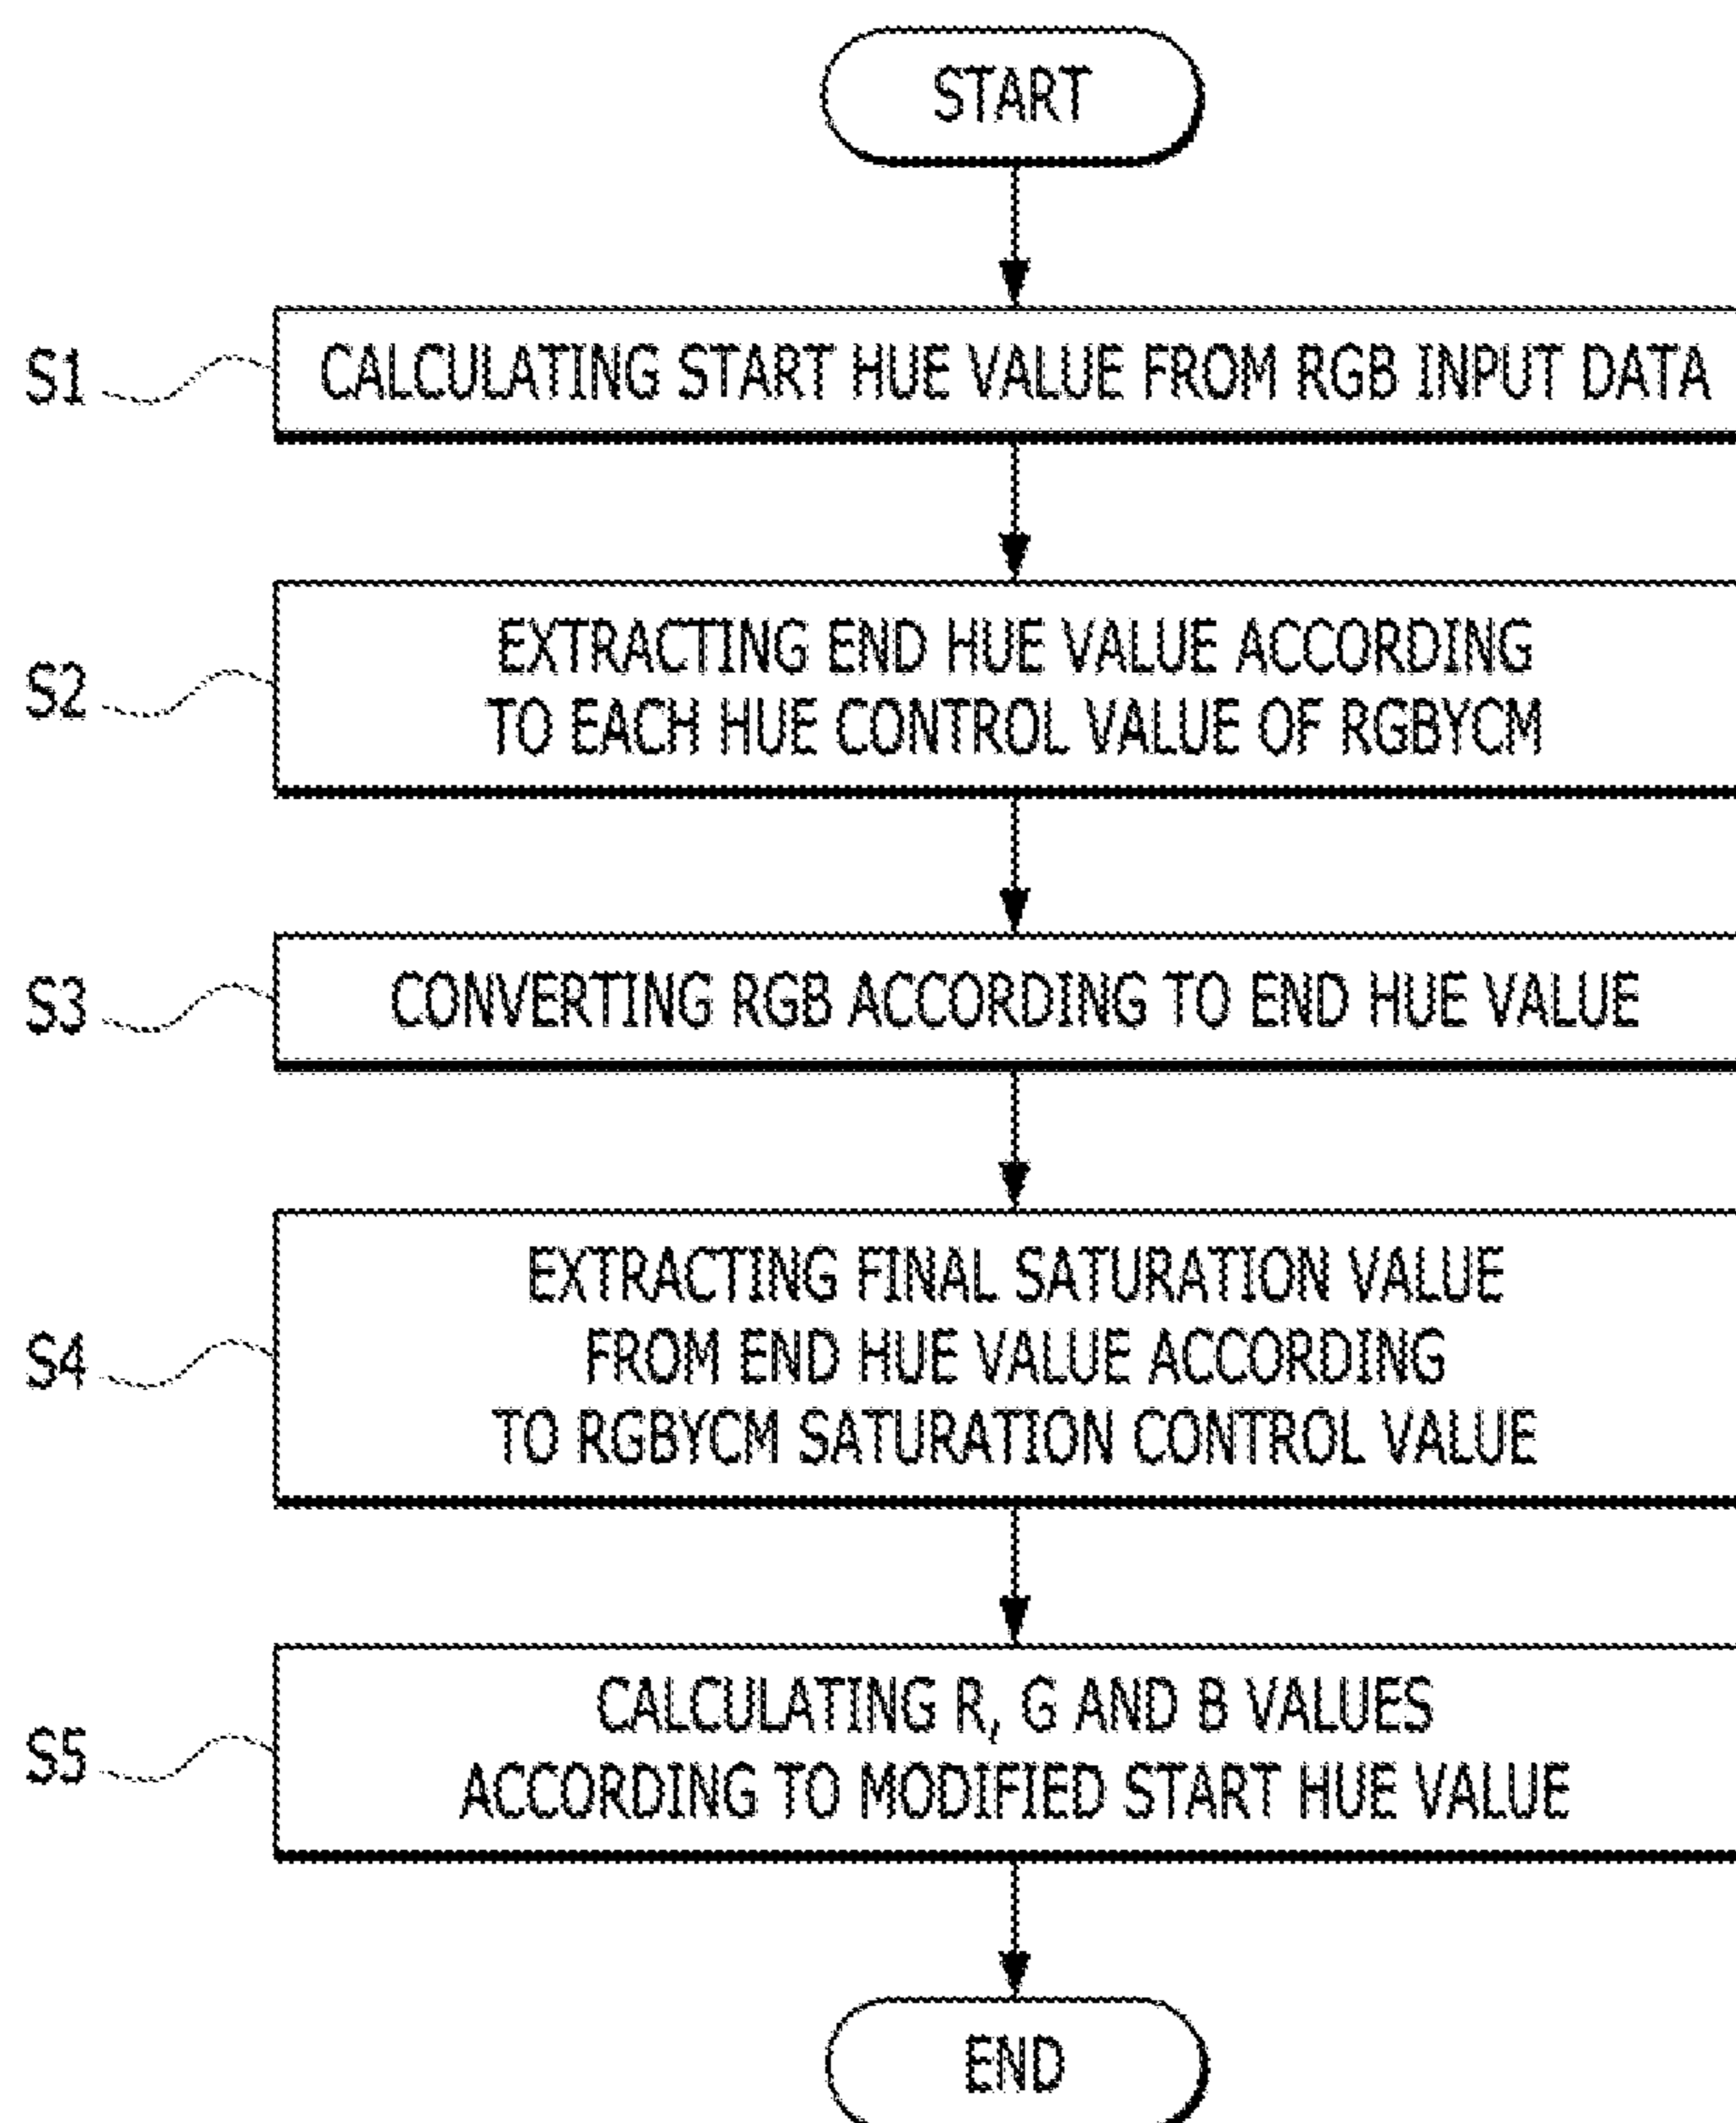 START
S1 CALCULATING START HUE VALUE FROM RGB INPUT DATA
S2 EXTRACTING END HUE VALUE ACCORDING
TO EACH HUE CONTROL VALUE OF RGBYCM
S3 CONVERTING RGB ACCORDING TO END HUE VALUE
S4 EXTRACTING FINAL SATURATION VALUE
FROM END HUE VALUE ACCORDING
TO RGBYCM SATURATION CONTROL VALUE
S5 CALCULATING R, G AND B VALUES
ACCORDING TO MODIFIED START HUE VALUE
END